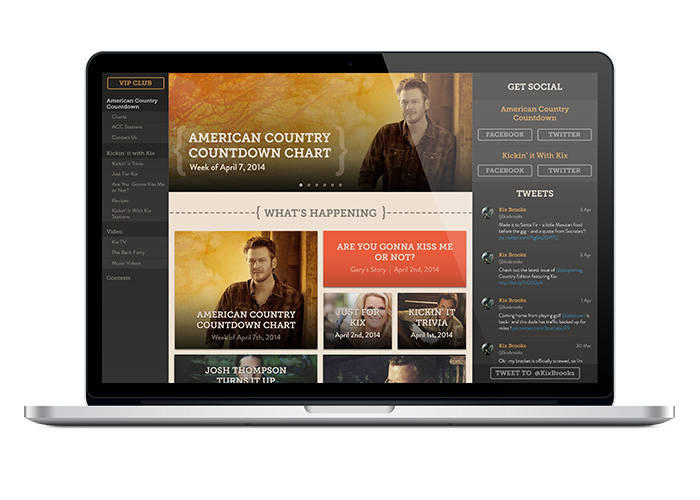 VIP CLUB
American Country
Countdown
Charts
ACC Stations
Contact Us
Kickin' it with Kix
Kickin' it Trivia
Just For Kix
Are You Gonna Kiss Me
or Not?
Recipes
Kickin' It With Kix
Stations
Video
Kix TV
The Back Forty
Music Videos
Contests
{ AMERICAN COUNTRY
COUNTDOWN CHART }
Week of April 7, 2014
{ WHAT'S HAPPENING }
AMERICAN COUNTRY
COUNTDOWN CHART
Week of April 7th, 2014
ARE YOU GONNA KISS ME
OR NOT?
Gary's Story | April 2nd, 2014
JUST FOR
KIX
April 2nd, 2014
KICKIN' IT
TRIVIA
April 1st, 2014
JOSH THOMPSON
TURNS IT UP
GET SOCIAL
American Country
Countdown
FACEBOOK
TWITTER
Kickin' it With Kix
FACEBOOK
TWITTER
TWEETS
Kix Brooks
@kixbrooks
Made it to Santa Fe - a little Mexican food
before the gig - and a quote from Socrates!!
Kix Brooks
@kixbrooks
Check out the latest issue of
Country Edition featuring Kix:
Kix Brooks
1 Apr
@kixbrooks
Coming home from playing golf
back - and this dude has traffic backed up for
miles !
Kix Brooks
30 Mar
@kixbrooks
Ok - my bracket is officially screwed, so I'm
TWEET TO @KixBrooks